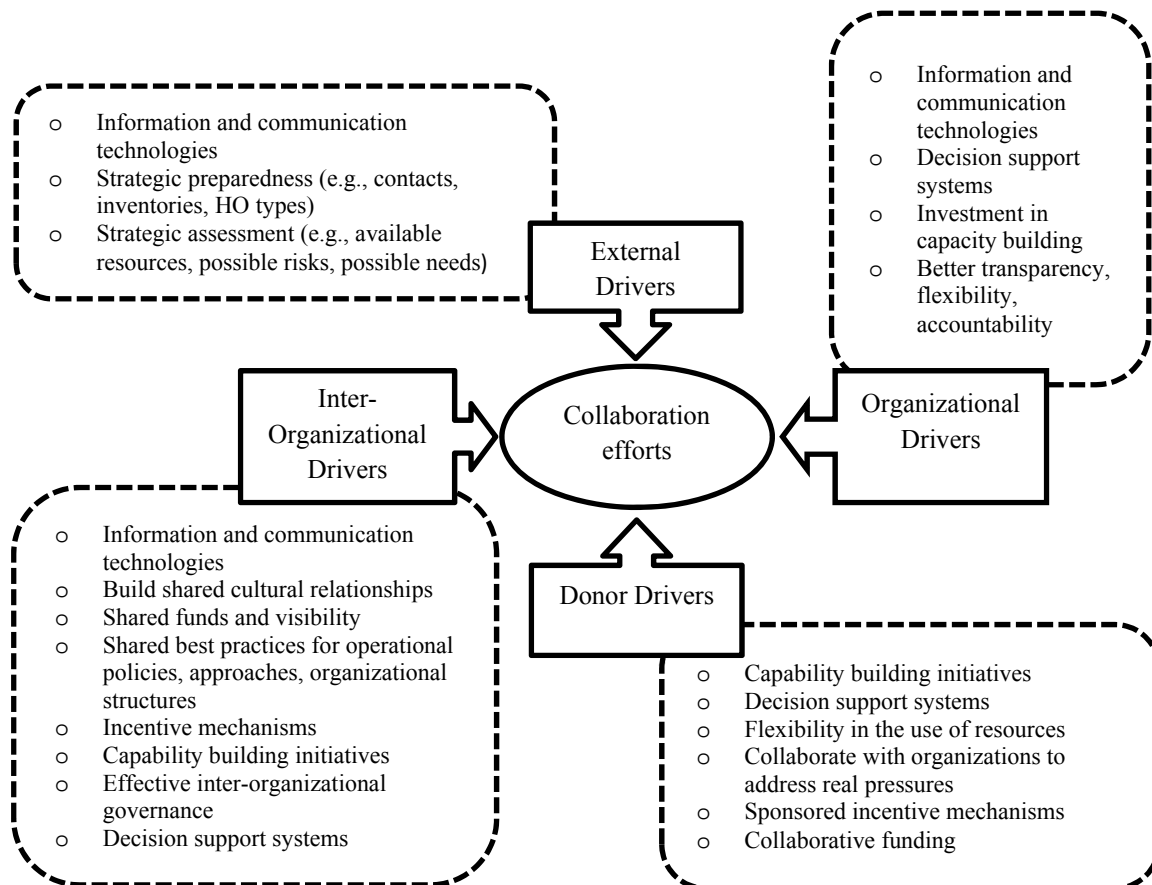 o Information and communication
technologies
o Strategic preparedness (e.g., contacts,
inventories, HO types)
o Strategic assessment (e.g., available
resources, possible risks, possible needs)
External
Drivers
o Information and
communication
technologies
o Decision support
systems
o Investment in
capacity building
o Better transparency,
flexibility,
accountability
Inter-
Organizational
Drivers
Collaboration
efforts
Organizational
Drivers
o Information and communication
technologies
o Build shared cultural relationships
o Shared funds and visibility
o Shared best practices for operational
policies, approaches, organizational
structures
o Incentive mechanisms
o Capability building initiatives
o Effective inter-organizational
governance
o Decision support systems
Donor Drivers
o Capability building initiatives
o Decision support systems
o Flexibility in the use of resources
o Collaborate with organizations to
address real pressures
o Sponsored incentive mechanisms
o Collaborative funding